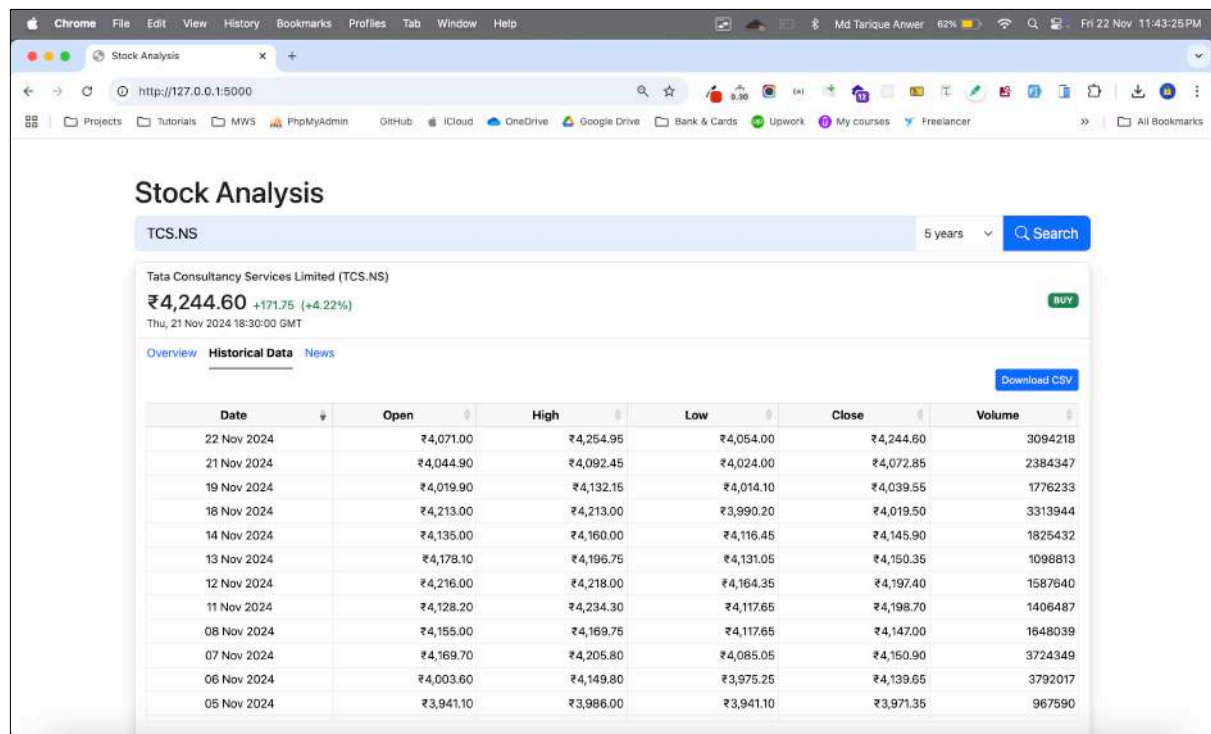 Chrome File Edit View History Bookmarks Profiles Tab Window Help Md Tarique Anwer 62% Fri 22 Nov 11:43:25 PM
Stock Analysis
http://127.0.0.1:5000 0.30 12
Projects Tutorials MWS PhpMyAdmin GitHub iCloud OneDrive Google Drive Bank & Cards Upwork My courses Freelancer >> All Bookmarks
Stock Analysis
TCS.NS 5 years Search
Tata Consultancy Services Limited (TCS.NS)
₹4,244.60 +171.75 (+4.22%) BUY
Thu, 21 Nov 2024 18:30:00 GMT
Overview Historical Data News
Download CSV
Date Open High Low Close Volume
22 Nov 2024 ₹4,071.00 ₹4,254.95 ₹4,054.00 ₹4,244.60 3094218
21 Nov 2024 ₹4,044.90 ₹4,092.45 ₹4,024.00 ₹4,072.85 2384347
19 Nov 2024 ₹4,019.90 ₹4,132.15 ₹4,014.10 ₹4,039.55 1776233
18 Nov 2024 ₹4,213.00 ₹4,213.00 ₹3,990.20 ₹4,019.50 3313944
14 Nov 2024 ₹4,135.00 ₹4,160.00 ₹4,116.45 ₹4,145.90 1825432
13 Nov 2024 ₹4,178.10 ₹4,196.75 ₹4,131.05 ₹4,150.35 1098813
12 Nov 2024 ₹4,216.00 ₹4,218.00 ₹4,164.35 ₹4,197.40 1587640
11 Nov 2024 ₹4,128.20 ₹4,234.30 ₹4,117.65 ₹4,198.70 1406487
08 Nov 2024 ₹4,155.00 ₹4,169.75 ₹4,117.65 ₹4,147.00 1648039
07 Nov 2024 ₹4,169.70 ₹4,205.80 ₹4,085.05 ₹4,150.90 3724349
06 Nov 2024 ₹4,003.60 ₹4,149.80 ₹3,975.25 ₹4,139.65 3792017
05 Nov 2024 ₹3,941.10 ₹3,986.00 ₹3,941.10 ₹3,971.35 967590